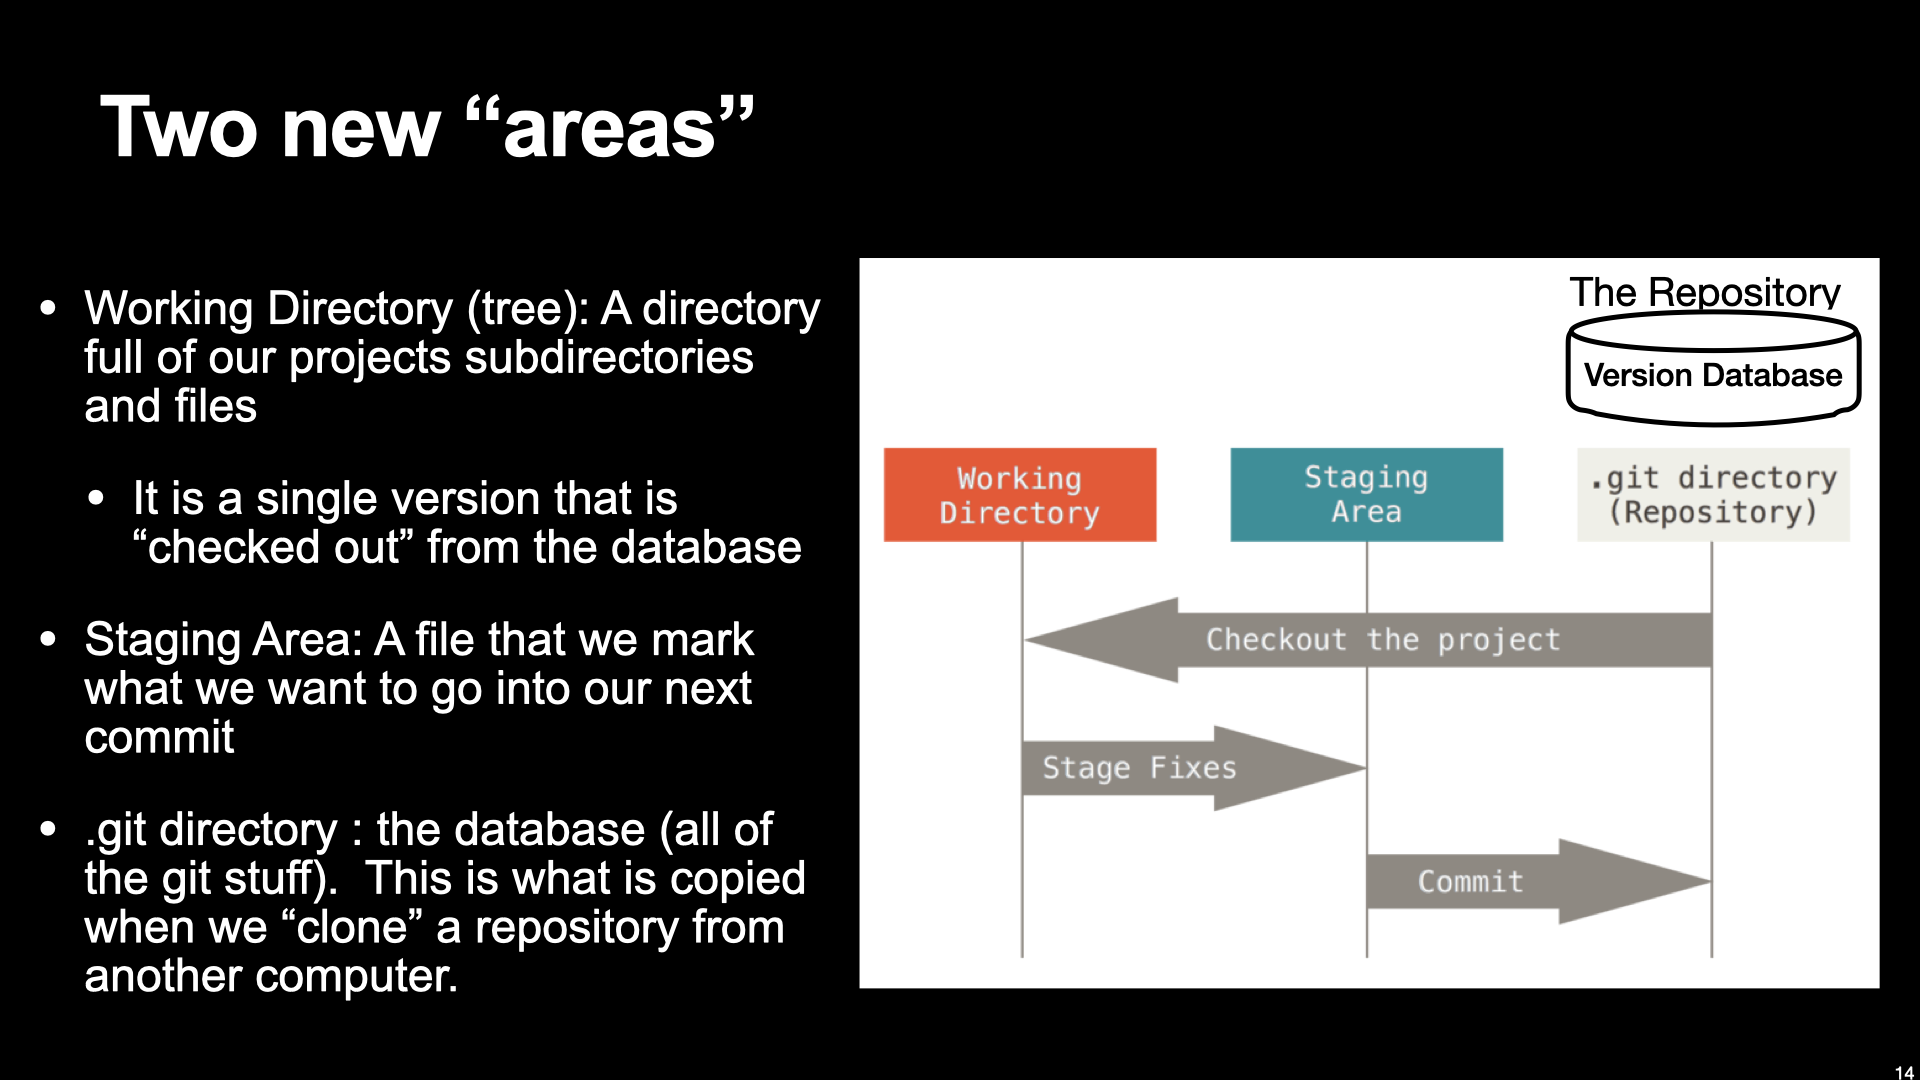 Two new “areas”
• Working Directory (tree): A directory
full of our projects subdirectories
and files
• It is a single version that is
“checked out” from the database
• Staging Area: A file that we mark
what we want to go into our next
commit
• .git directory : the database (all of
the git stuff).  This is what is copied
when we “clone” a repository from
another computer.
The Repository
Version Database
Working
Directory
Staging
Area
.git directory
(Repository)
Checkout the project
Stage Fixes
Commit
14